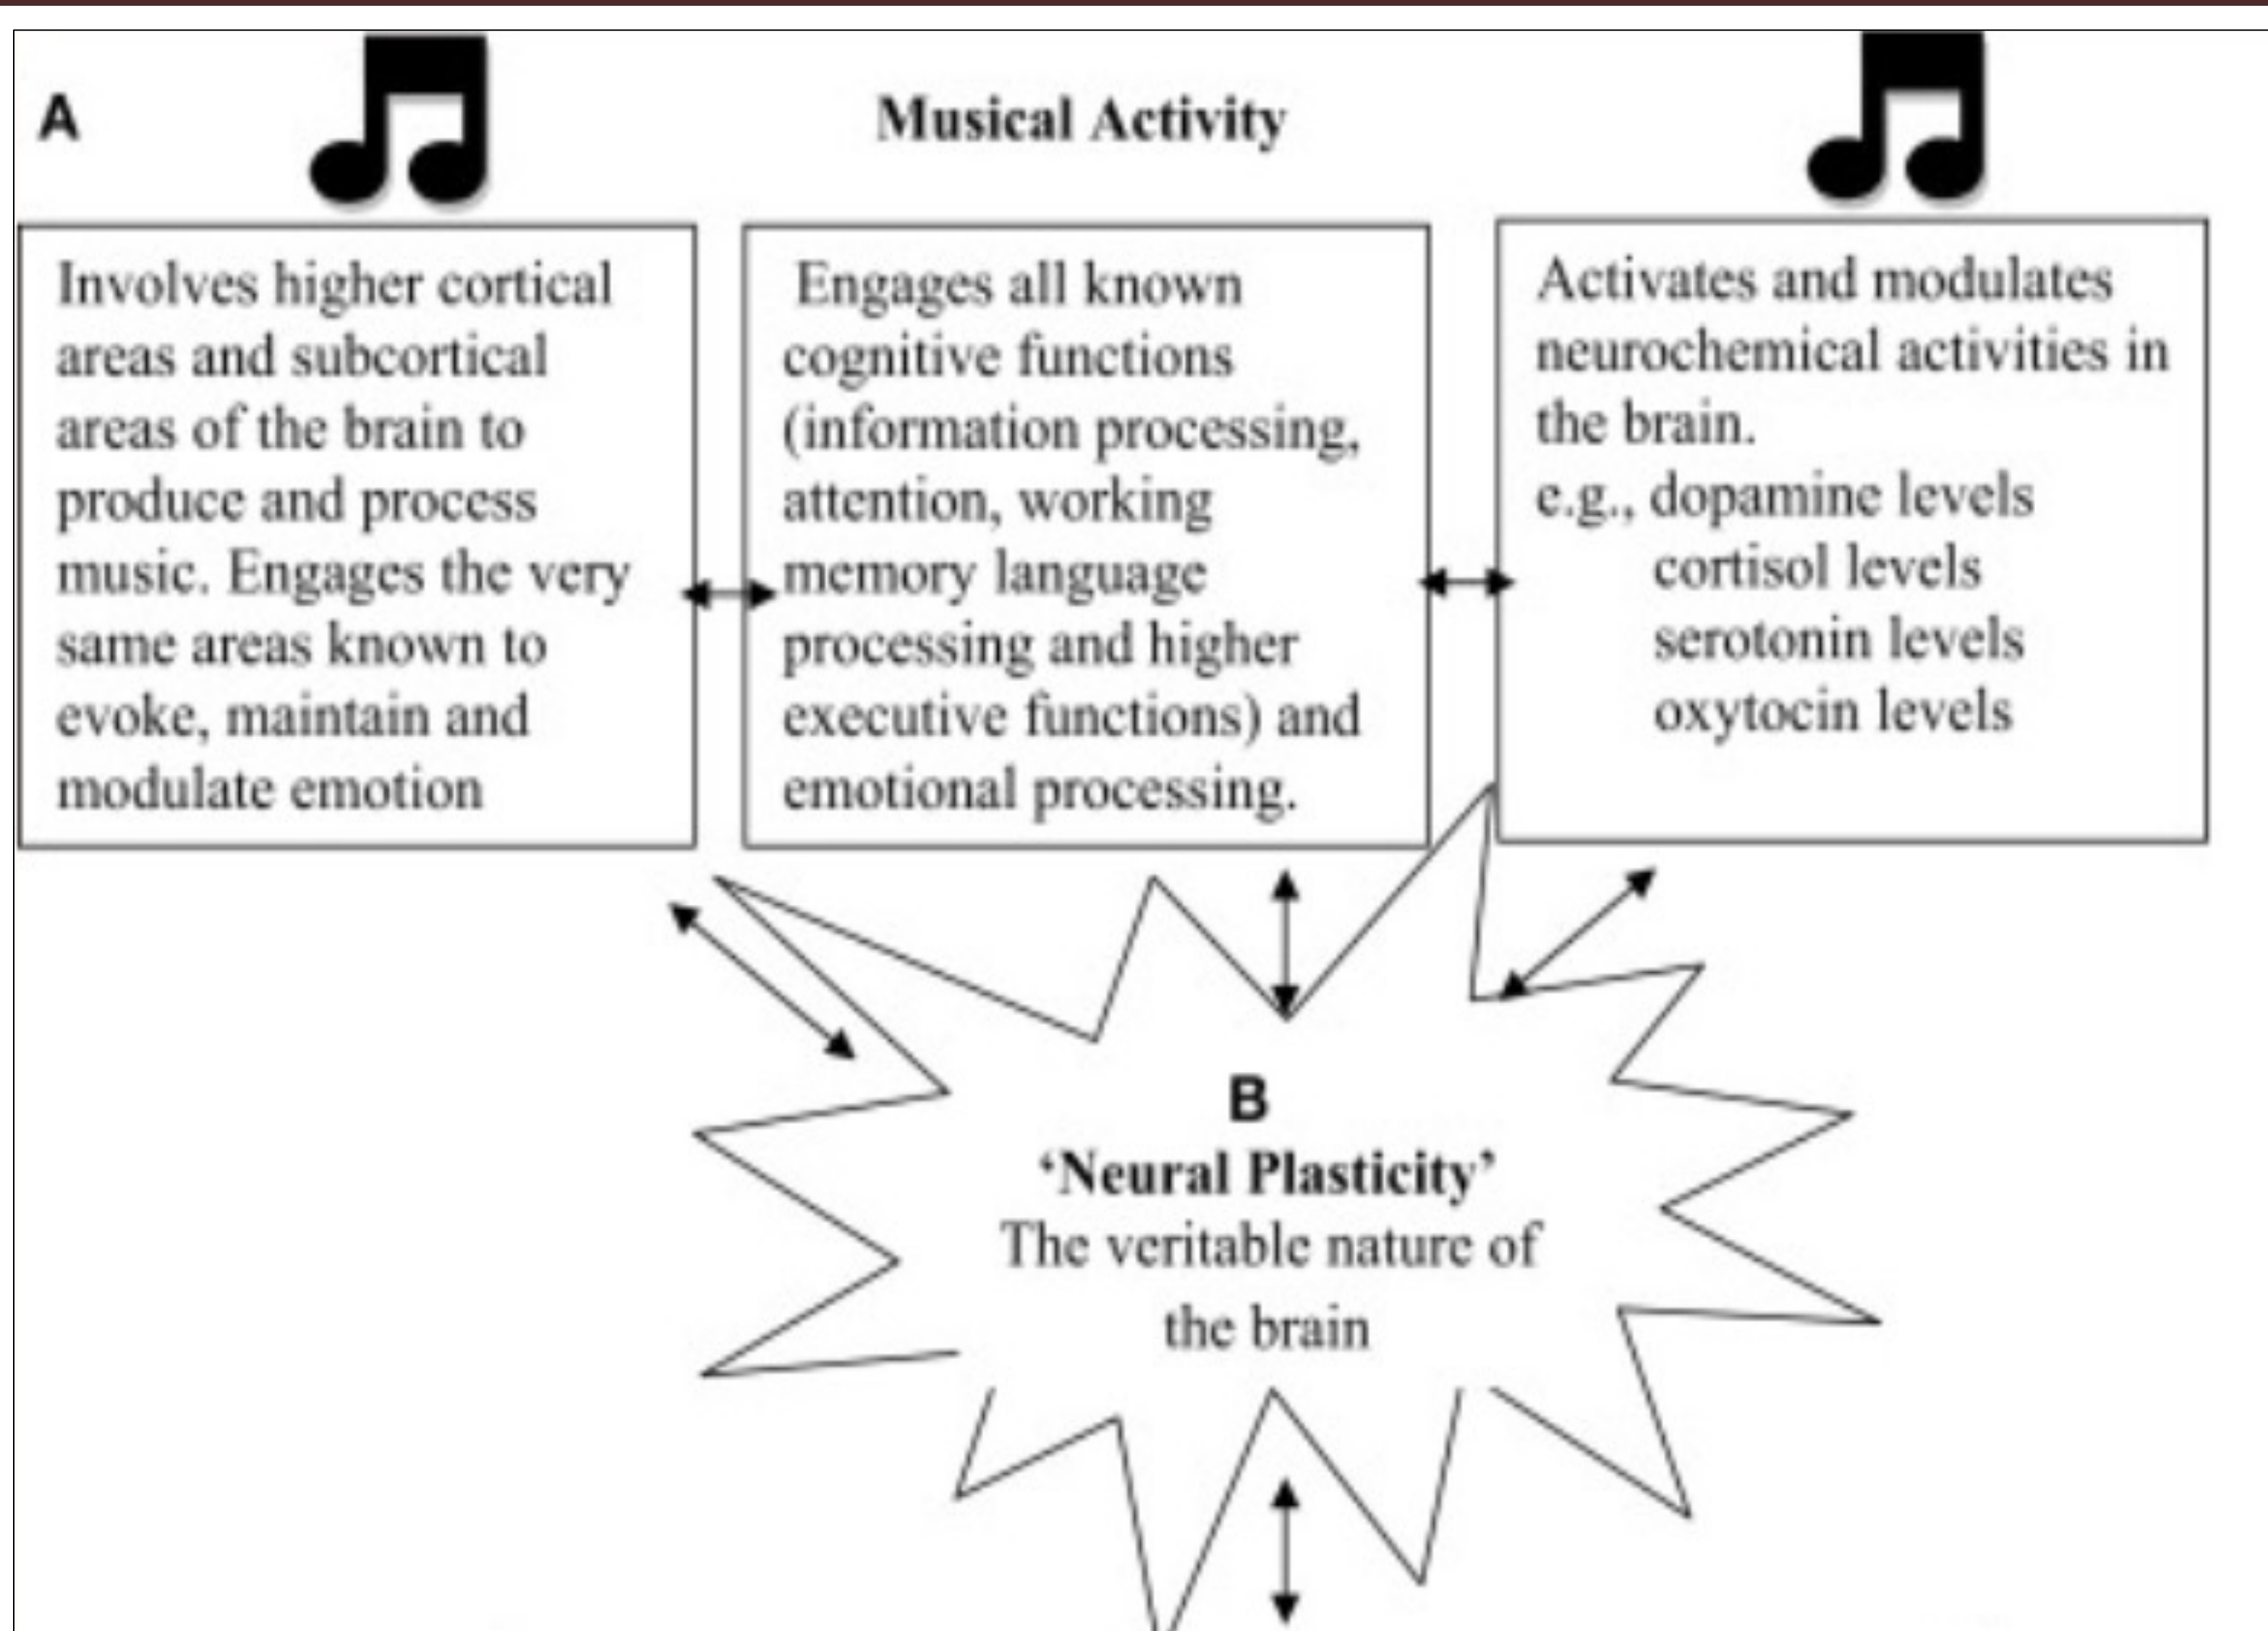 A
Musical Activity
Involves higher cortical
areas and subcortical
areas of the brain to
produce and process
music. Engages the very
same areas known to
evoke, maintain and
modulate emotion
Engages all known
cognitive functions
(information processing,
attention, working
memory language
processing and higher
executive functions) and
emotional processing.
Activates and modulates
neurochemical activities in
the brain.
e.g., dopamine levels
cortisol levels
serotonin levels
oxytocin levels
B
‘Neural Plasticity’
The veritable nature of
the brain